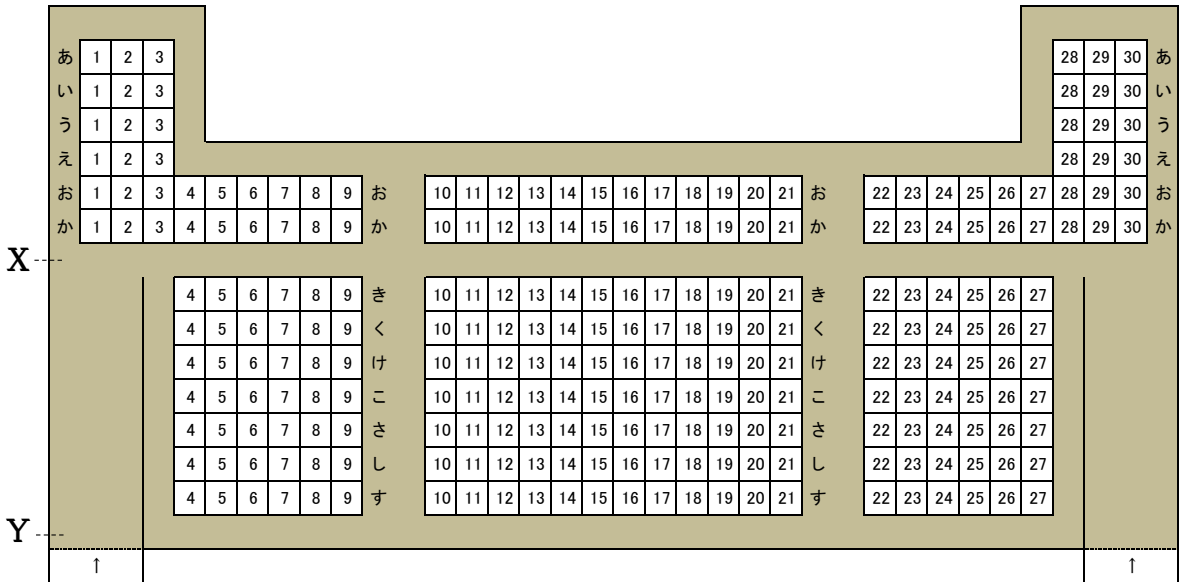 あ 1 2 3 28 29 30 あ
い 1 2 3 28 29 30 い
う 1 2 3 28 29 30 う
え 1 2 3 28 29 30 え
お 1 2 3 4 5 6 7 8 9 お 10 11 12 13 14 15 16 17 18 19 20 21 お 22 23 24 25 26 27 28 29 30 お
か 1 2 3 4 5 6 7 8 9 か 10 11 12 13 14 15 16 17 18 19 20 21 か 22 23 24 25 26 27 28 29 30 か
X
4 5 6 7 8 9 き 10 11 12 13 14 15 16 17 18 19 20 21 き 22 23 24 25 26 27
4 5 6 7 8 9 く 10 11 12 13 14 15 16 17 18 19 20 21 く 22 23 24 25 26 27
4 5 6 7 8 9 け 10 11 12 13 14 15 16 17 18 19 20 21 け 22 23 24 25 26 27
4 5 6 7 8 9 こ 10 11 12 13 14 15 16 17 18 19 20 21 こ 22 23 24 25 26 27
4 5 6 7 8 9 さ 10 11 12 13 14 15 16 17 18 19 20 21 さ 22 23 24 25 26 27
4 5 6 7 8 9 し 10 11 12 13 14 15 16 17 18 19 20 21 し 22 23 24 25 26 27
4 5 6 7 8 9 す 10 11 12 13 14 15 16 17 18 19 20 21 す 22 23 24 25 26 27
Y
↑ ↑